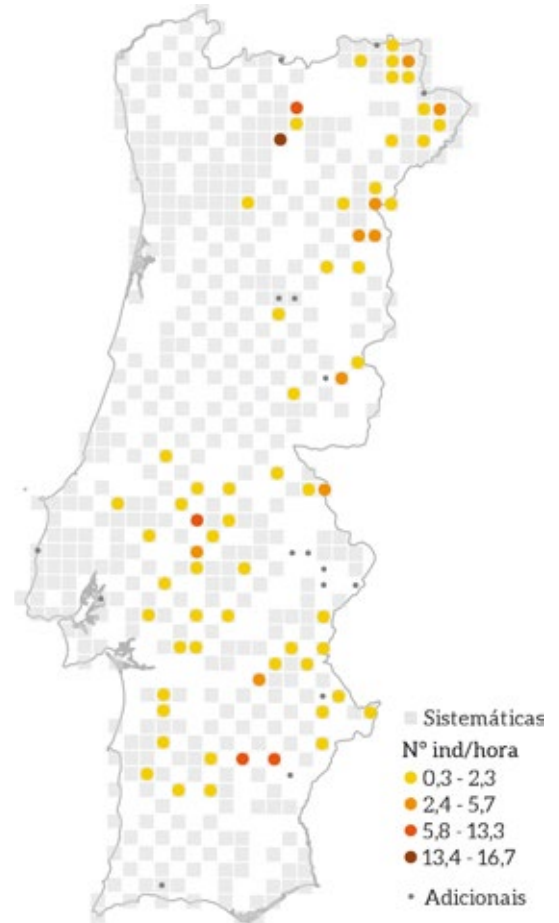 Sistemáticas
Nº ind/hora
0,3 - 2,3
2,4 - 5,7
5,8 - 13,3
13,4 - 16,7
Adicionais